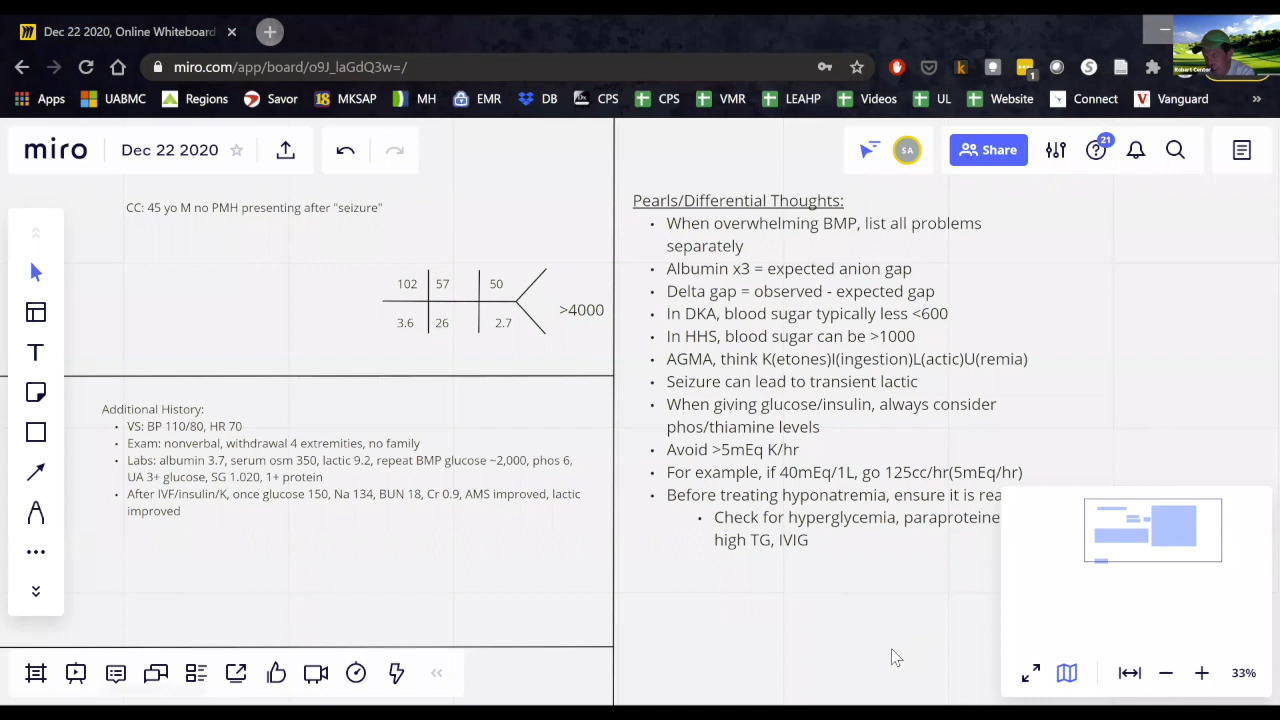 Dec 22 2020, Online Whiteboard
miro.com/app/board/o9J_laGdQ3w=/
1
Apps UABMC Regions Savor 18 MKSAP MH EMR DB CPS CPS VMR LEAHP Videos UL Website Connect Vanguard »
miro Dec 22 2020
SA Share 21
CC: 45 yo M no PMH presenting after "seizure"
102 57 50
>4000
3.6 26 2.7
Additional History:
• VS: BP 110/80, HR 70
• Exam: nonverbal, withdrawal 4 extremities, no family
• Labs: albumin 3.7, serum osm 350, lactic 9.2, repeat BMP glucose ~2,000, phos 6,
UA 3+ glucose, SG 1.020, 1+ protein
• After IVF/insulin/K, once glucose 150, Na 134, BUN 18, Cr 0.9, AMS improved, lactic
improved
Pearls/Differential Thoughts:
• When overwhelming BMP, list all problems
separately
• Albumin x3 = expected anion gap
• Delta gap = observed - expected gap
• In DKA, blood sugar typically less <600
• In HHS, blood sugar can be >1000
• AGMA, think K(etones)I(ingestion)L(actic)U(remia)
• Seizure can lead to transient lactic
• When giving glucose/insulin, always consider
phos/thiamine levels
• Avoid >5mEq K/hr
• For example, if 40mEq/1L, go 125cc/hr(5mEq/hr)
• Before treating hyponatremia, ensure it is rea
• Check for hyperglycemia, paraproteine
high TG, IVIG
33%